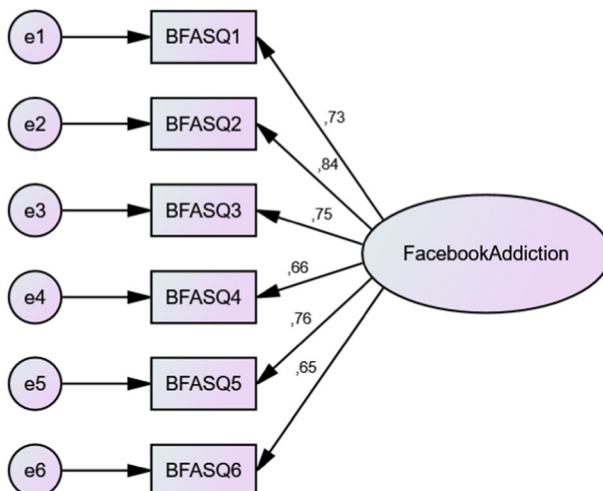 e1
BFASQ1
,73
e2
BFASQ2
,84
e3
BFASQ3
,75
FacebookAddiction
e4
BFASQ4
,66
,76
e5
BFASQ5
,65
e6
BFASQ6